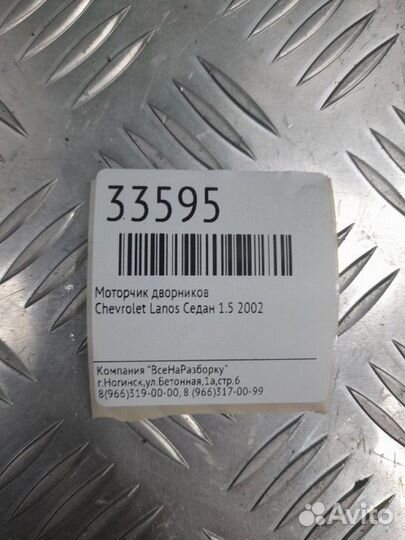 33595
Моторчик дворников
Chevrolet Lanos Седан 1.5 2002
Компания "ВсеНаРазборку"
г.Ногинск,ул.Бетонная,1а,стр.6
8(966)319-00-00, 8 (966)317-00-99
Avito